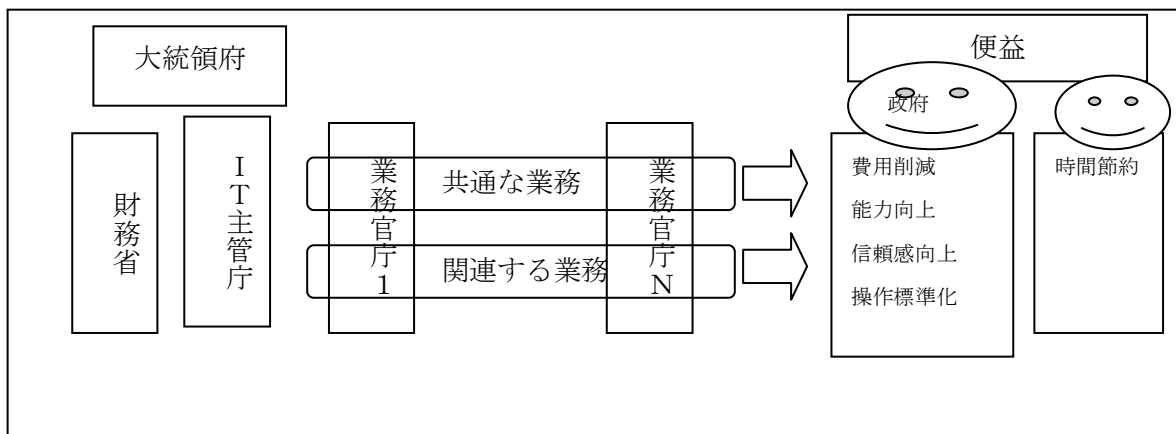 大統領府
便益
政府
財務省
IT主管庁
業務官庁1
共通な業務
関連する業務
業務官庁N
費用削減
能力向上
信頼感向上
操作標準化
時間節約